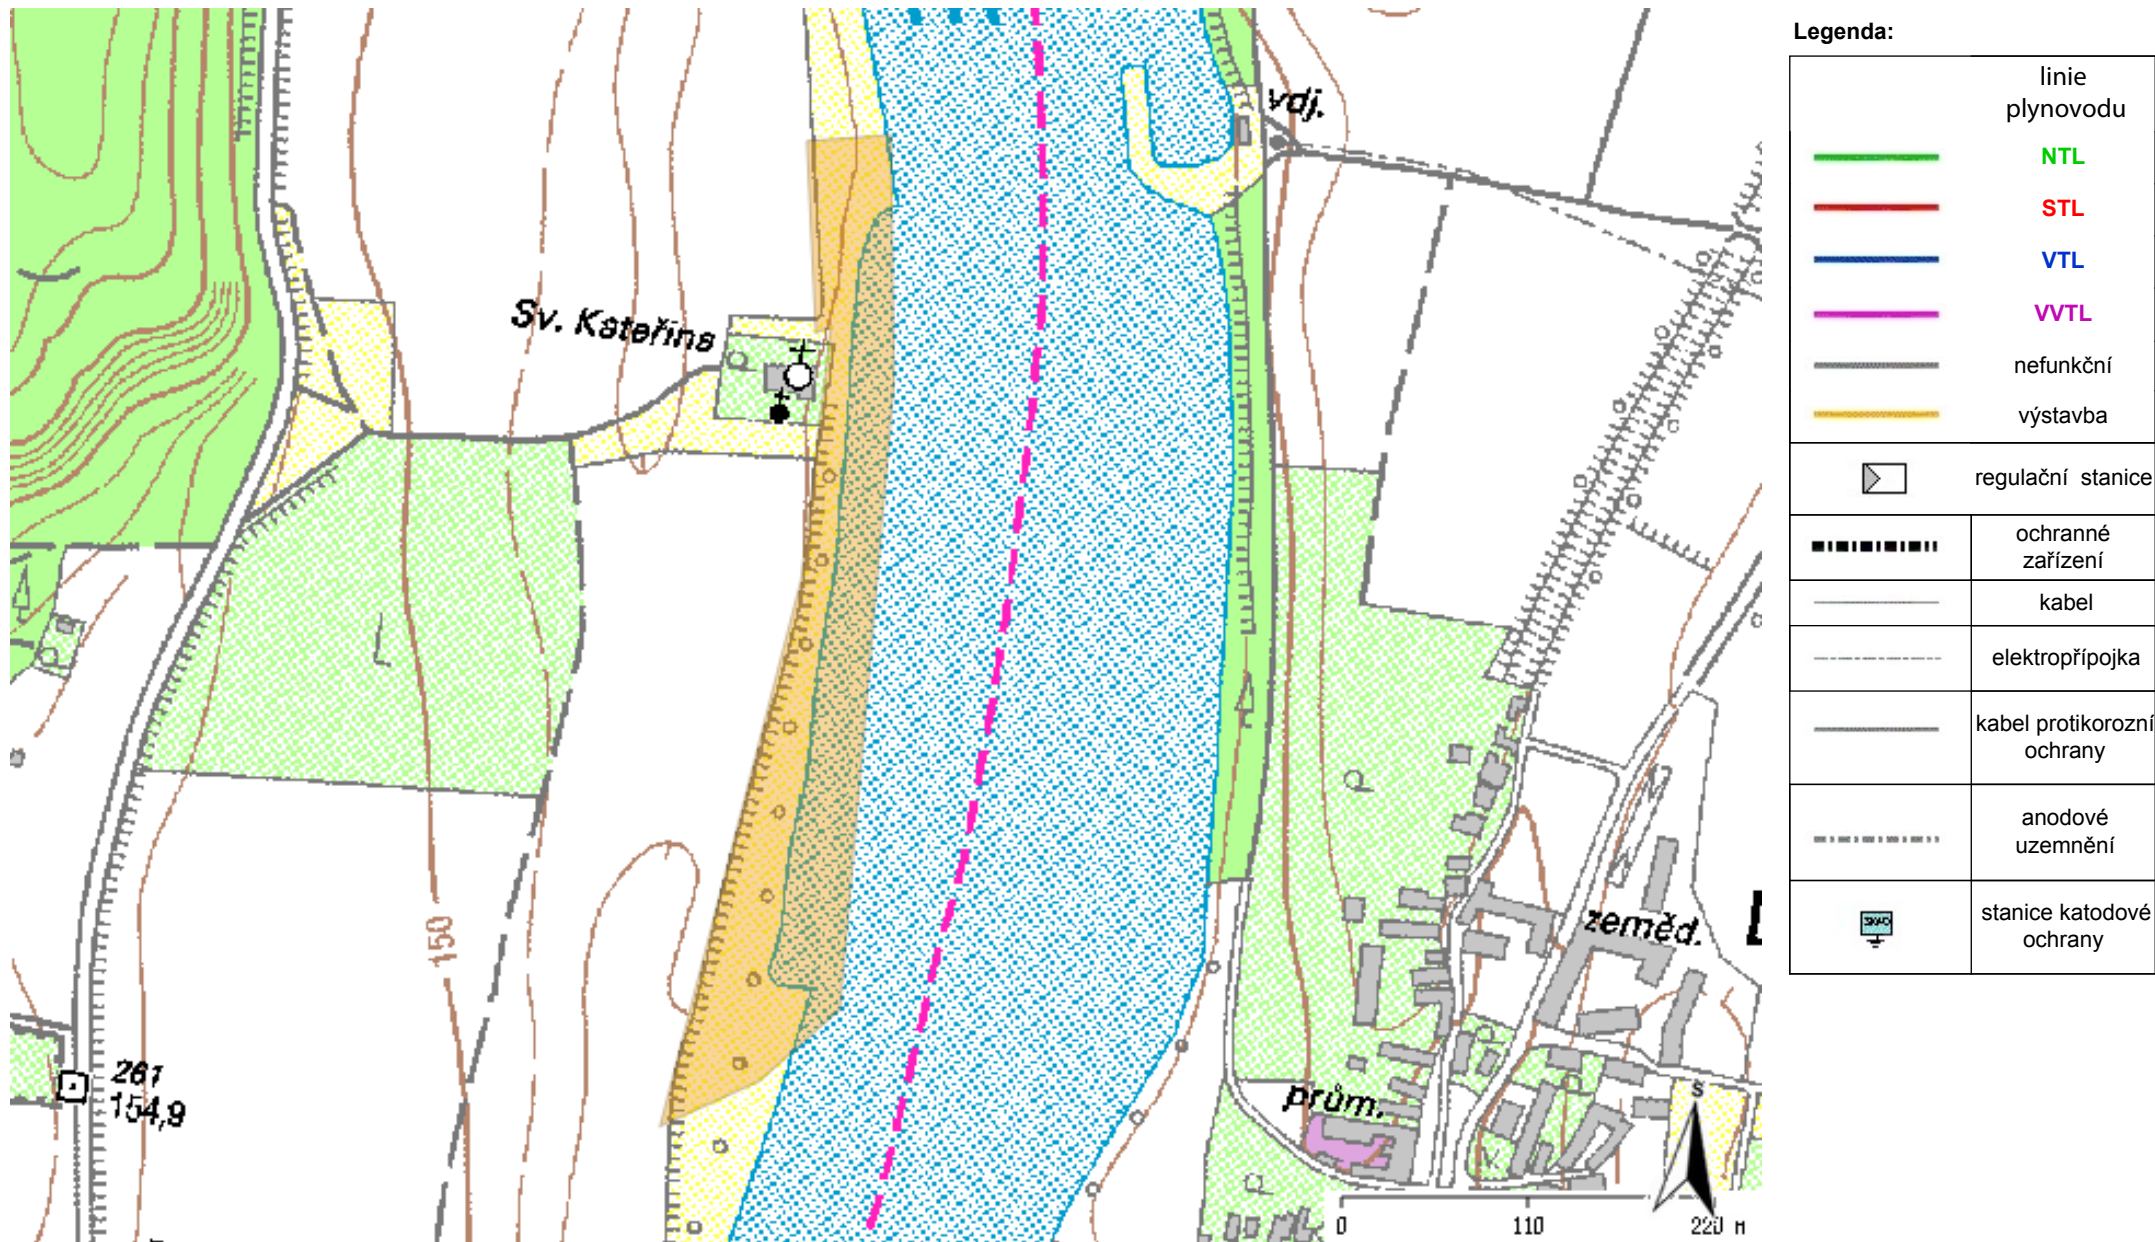 vdj.
Sv. Kateřina
150
261
154,9
zeměd.
prům.
S
0 110 220 M
Legenda:
linie
plynovodu
NTL
STL
VTL
VVTL
nefunkční
výstavba
regulační stanice
ochranné
zařízení
kabel
elektropřípojka
kabel protikorozní
ochrany
anodové
uzemnění
SKAO
stanice katodové
ochrany